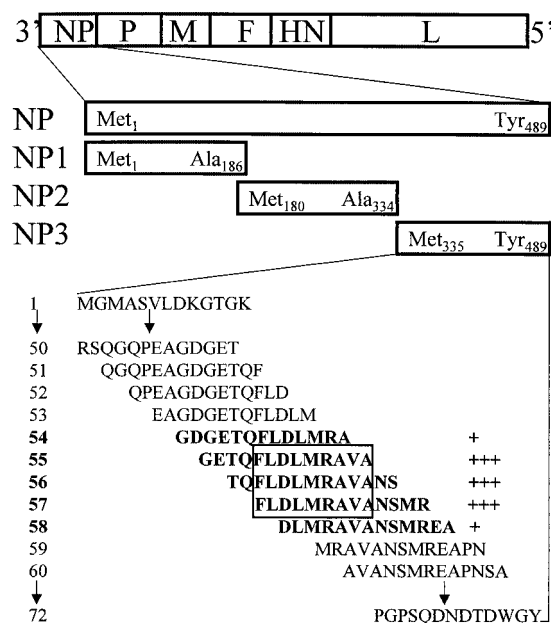 3' NP P M F HN L 5'
NP Met1 Tyr489
NP1 Met1 Ala186
NP2 Met180 Ala334
NP3 Met335 Tyr489
1 MGMASVLDKGTGK
50 RSQGQPEAGDGET
51 QGQPEAGDGETQF
52 QPEAGDGETQFLD
53 EAGDGETQFLDLM
54 GDGETQFLDLMRA +
55 GETQFLDLMRAVA +++
56 TQFLDLMRAVANS +++
57 FLDLMRAVANSMR +++
58 DLMRAVANSMREA +
59 MRAVANSMREAPN
60 AVANSMREAPNSA
72 PGPSQDNDTDWGY